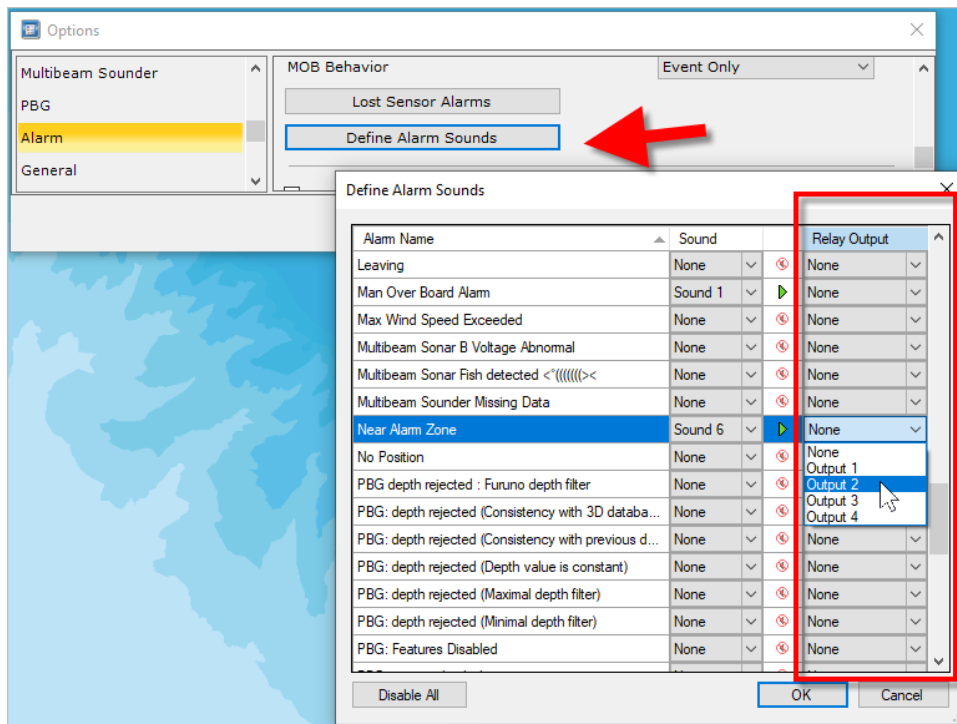 Options
Multibeam Sounder
PBG
Alarm
General
MOB Behavior Event Only
Lost Sensor Alarms
Define Alarm Sounds
Define Alarm Sounds
Alarm Name Sound Relay Output
Leaving None None
Man Over Board Alarm Sound 1 None
Max Wind Speed Exceeded None None
Multibeam Sonar B Voltage Abnormal None None
Multibeam Sonar Fish detected <°(((((((>< None None
Multibeam Sounder Missing Data None None
Near Alarm Zone Sound 6 None
No Position None
None
Output 1
Output 2
Output 3
Output 4
PBG depth rejected : Furuno depth filter None
PBG: depth rejected (Consistency with 3D databa... None
PBG: depth rejected (Consistency with previous d... None None
PBG: depth rejected (Depth value is constant) None None
PBG: depth rejected (Maximal depth filter) None None
PBG: depth rejected (Minimal depth filter) None None
PBG: Features Disabled None None
Disable All OK Cancel